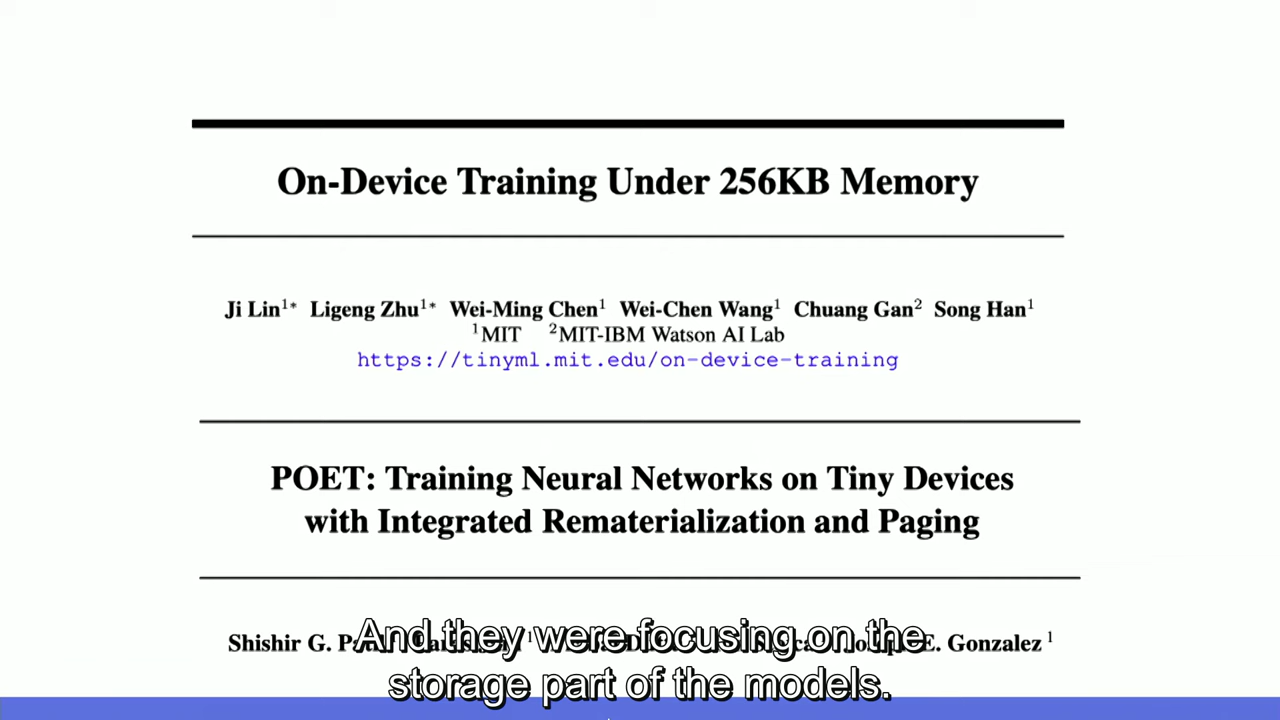 On-Device Training Under 256KB Memory
Ji Lin¹* Ligeng Zhu¹* Wei-Ming Chen¹ Wei-Chen Wang¹ Chuang Gan² Song Han¹
¹MIT ²MIT-IBM Watson AI Lab
https://tinyml.mit.edu/on-device-training
POET: Training Neural Networks on Tiny Devices
with Integrated Rematerialization and Paging
Shishir G. E. Gonzalez ¹
And they were focusing on the
storage part of the models.